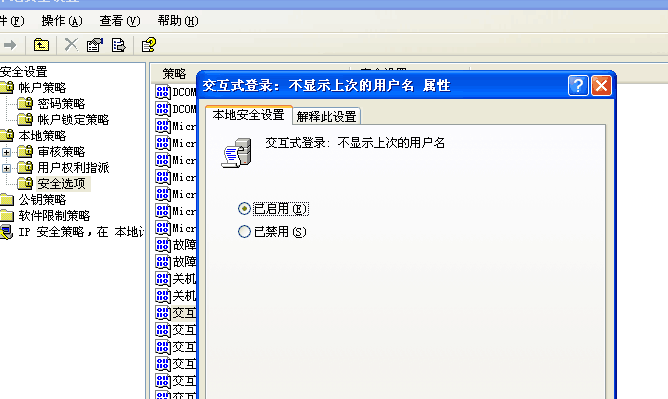 件(F) 操作(A) 查看(V) 帮助(H)
安全设置
帐户策略
密码策略
帐户锁定策略
本地策略
审核策略
用户权利指派
安全选项
公钥策略
软件限制策略
IP 安全策略，在 本地
策略
DCOM
DCOM
Micr
Micr
Micr
Micr
Micr
Micr
Micr
故障
故障
关机
关机
交互
交互
交互
交互
交互
交互
交互式登录: 不显示上次的用户名 属性
本地安全设置 解释此设置
交互式登录: 不显示上次的用户名
已启用(E)
已禁用(S)